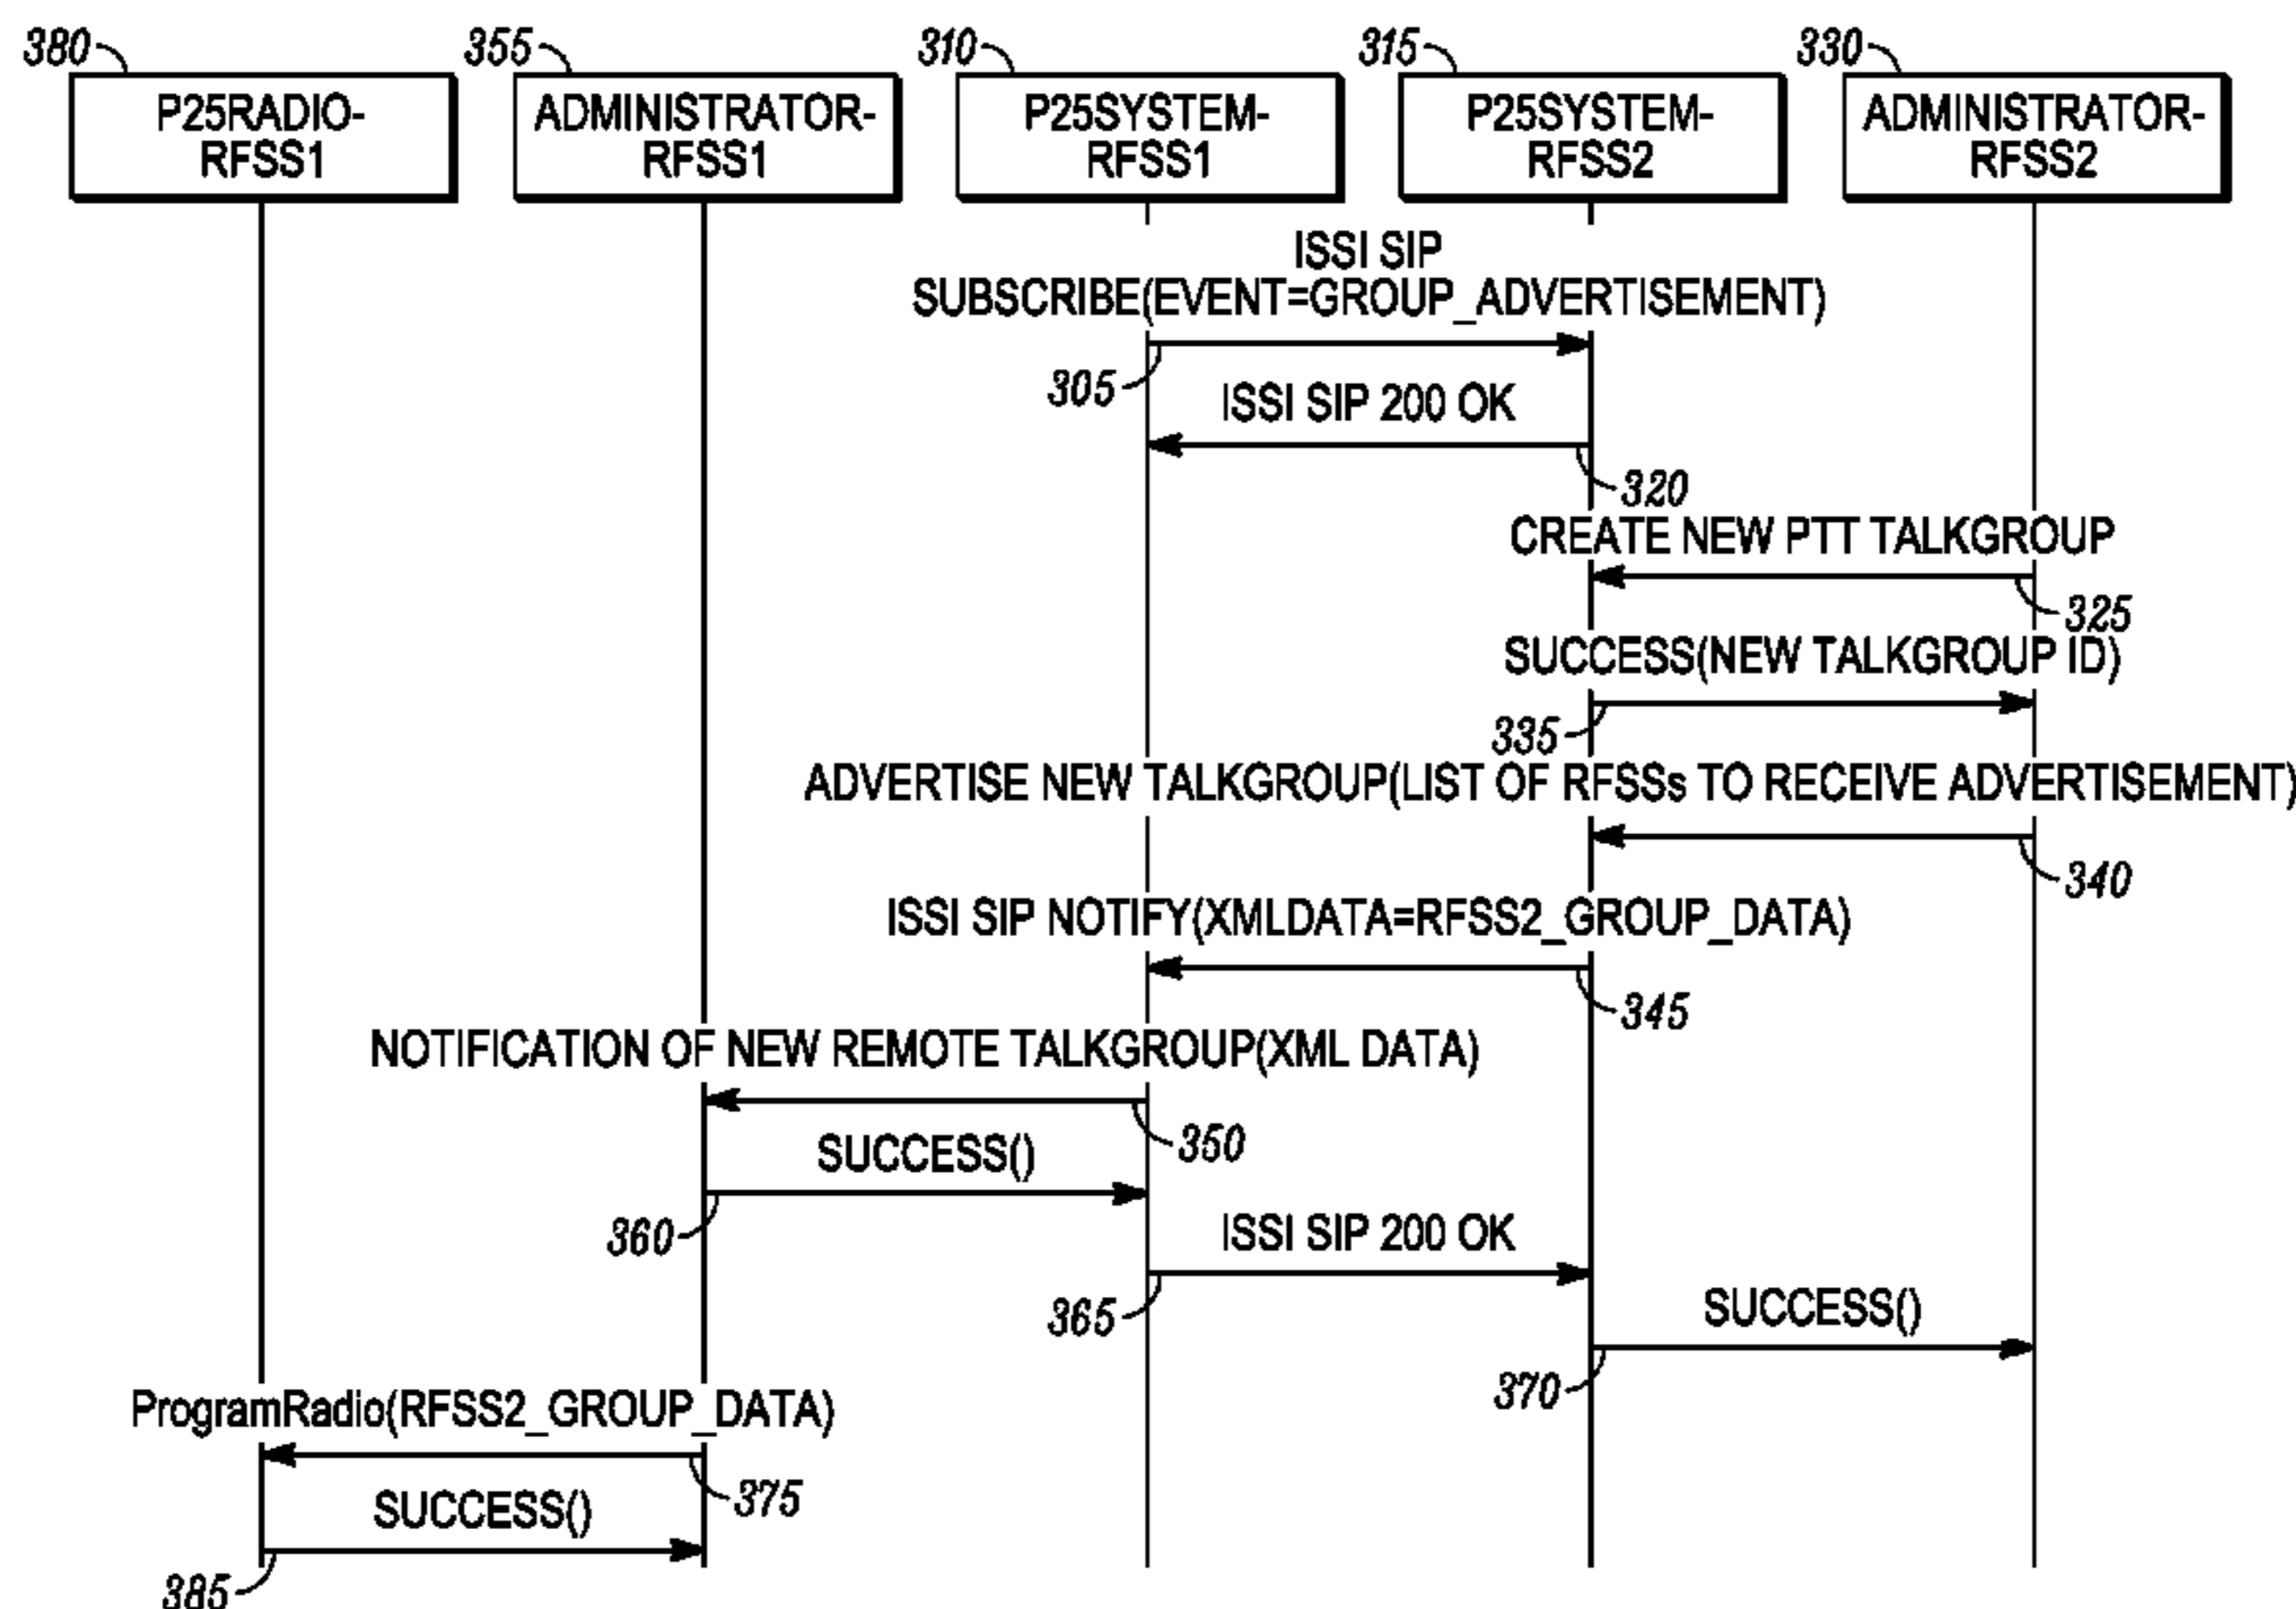 380 355 310 315 330
P25RADIO- ADMINISTRATOR- P25SYSTEM- P25SYSTEM- ADMINISTRATOR-
RFSS1 RFSS1 RFSS1 RFSS2 RFSS2
ISSI SIP
SUBSCRIBE(EVENT=GROUP_ADVERTISEMENT)
305
ISSI SIP 200 OK
320
CREATE NEW PTT TALKGROUP
325
SUCCESS(NEW TALKGROUP ID)
335
ADVERTISE NEW TALKGROUP(LIST OF RFSSs TO RECEIVE ADVERTISEMENT)
340
ISSI SIP NOTIFY(XMLDATA=RFSS2_GROUP_DATA)
345
NOTIFICATION OF NEW REMOTE TALKGROUP(XML DATA)
350
SUCCESS()
360
ISSI SIP 200 OK
365
SUCCESS()
370
ProgramRadio(RFSS2_GROUP_DATA)
375
SUCCESS()
385